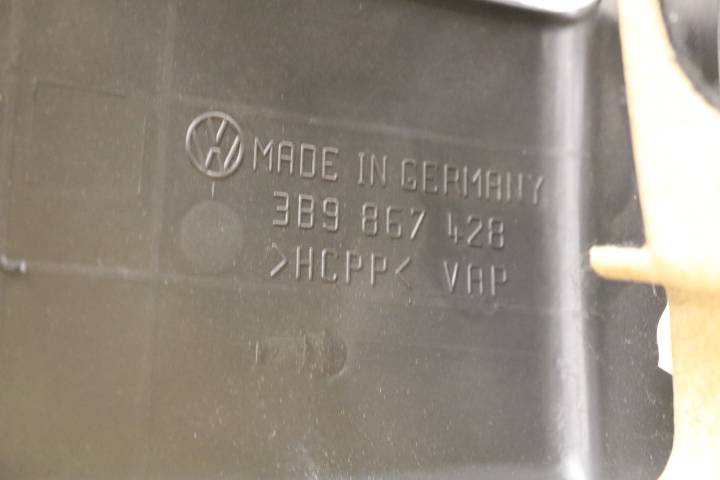 MADE IN GERMANY
3B9 867 428
>HCPP< VAP